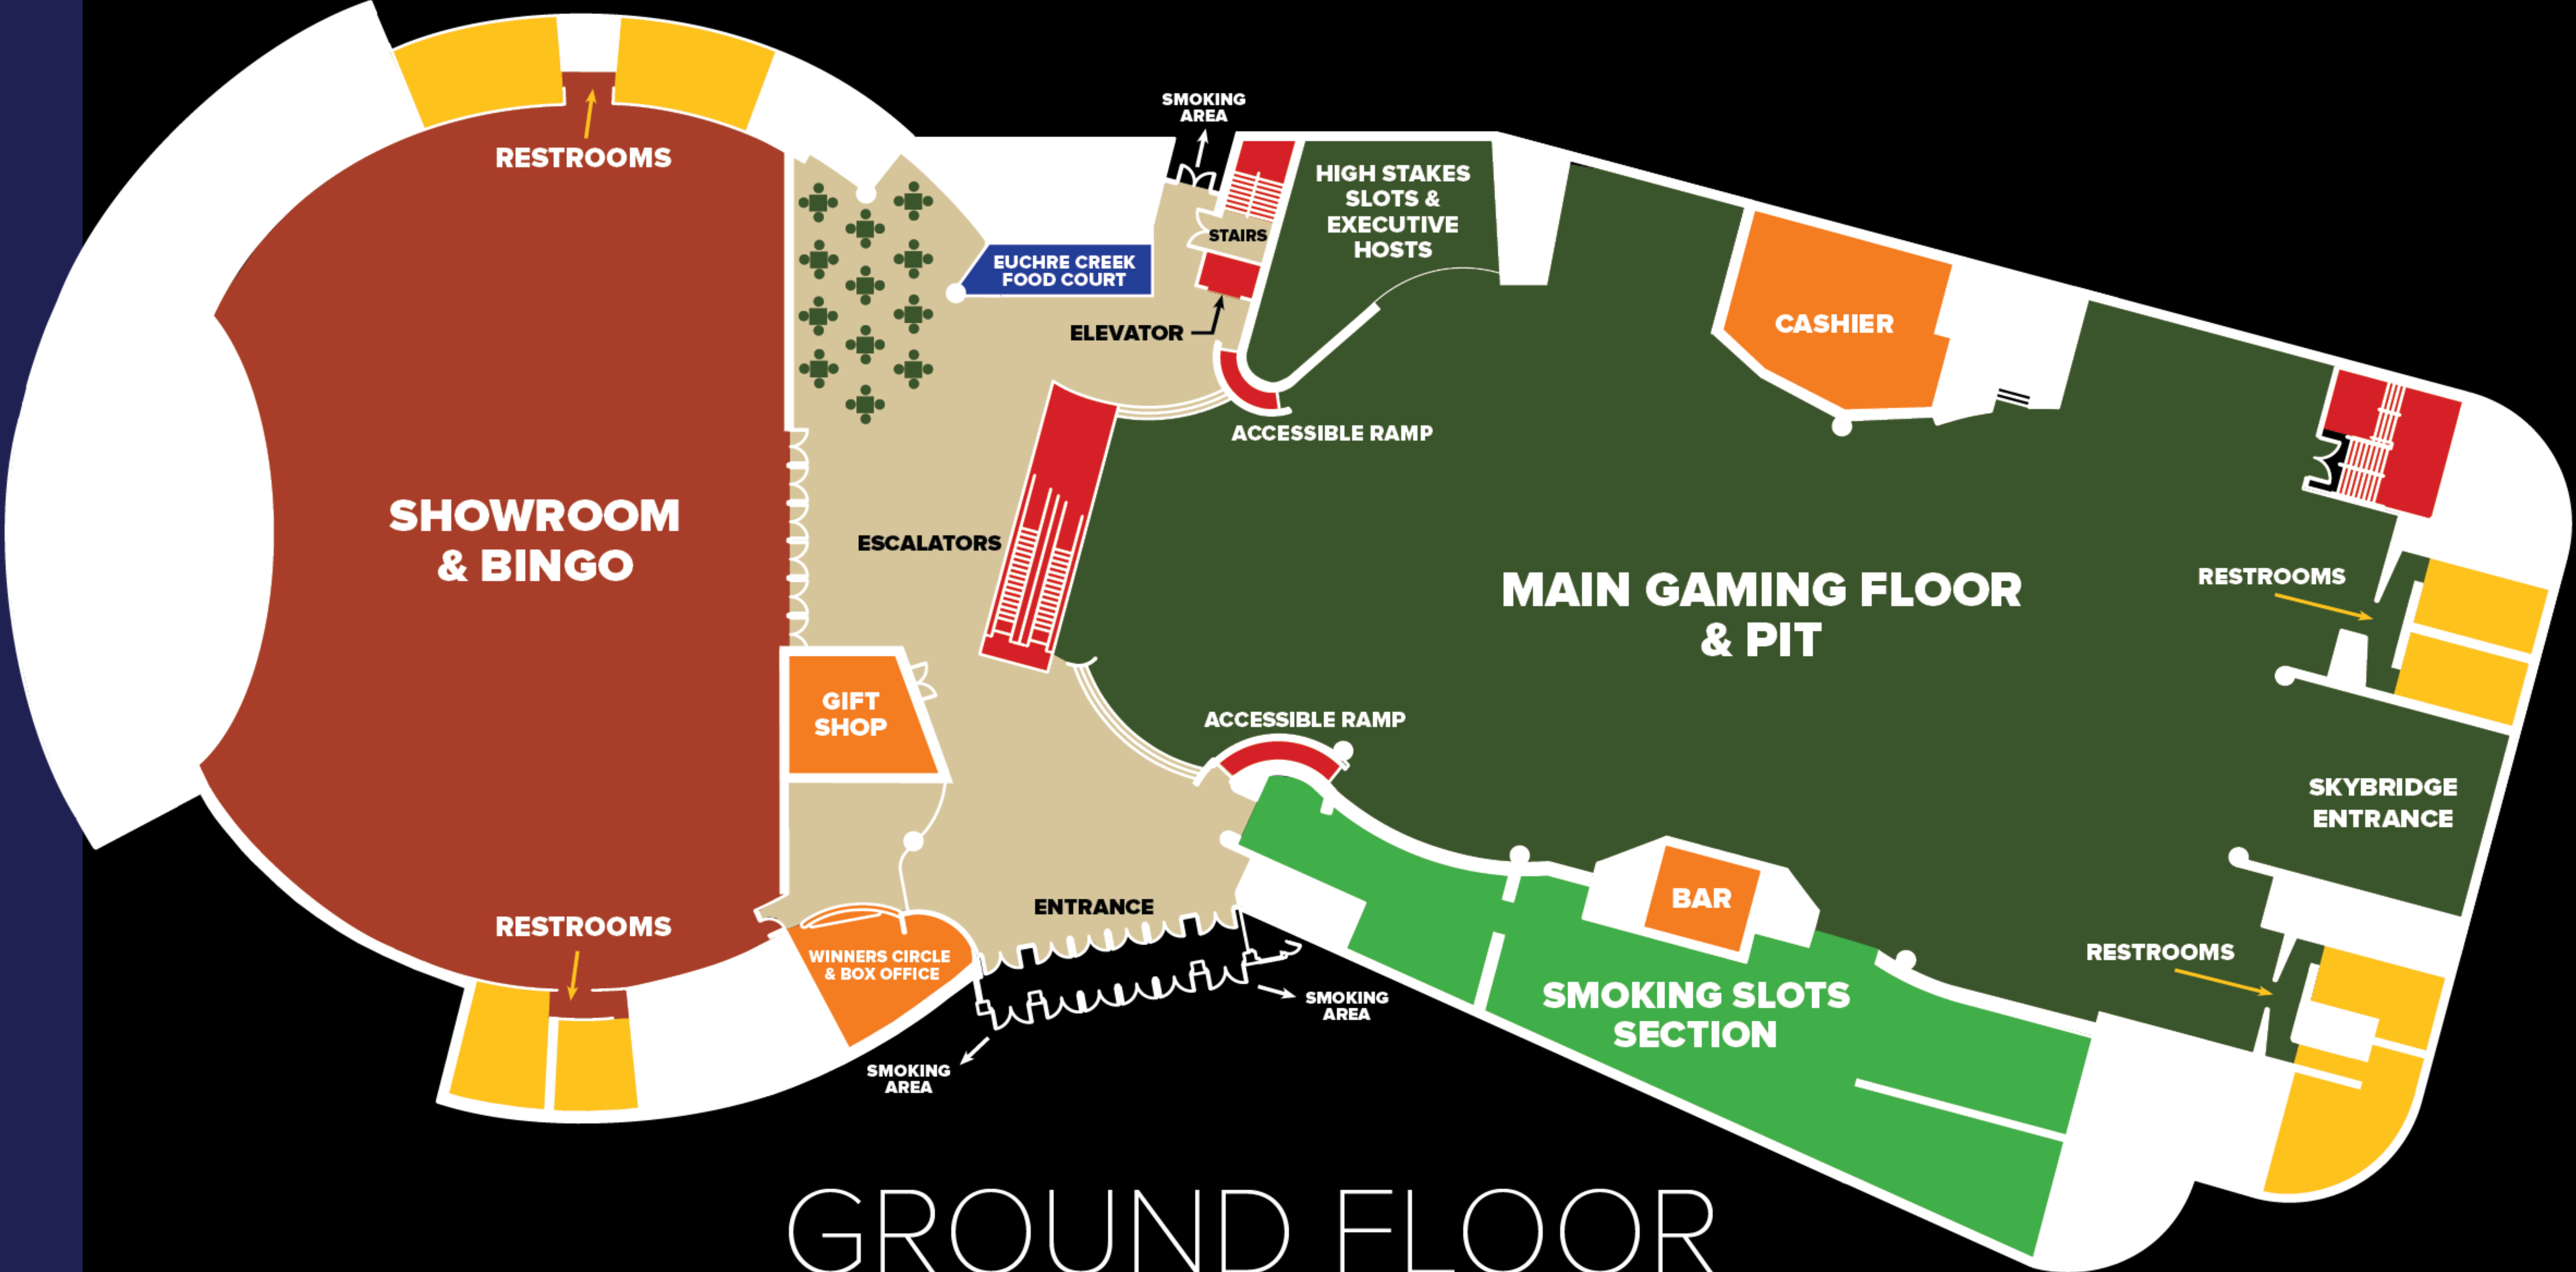 SMOKING
AREA
RESTROOMS
HIGH STAKES
SLOTS &
EXECUTIVE
HOSTS
STAIRS
EUCHRE CREEK
FOOD COURT
ELEVATOR
CASHIER
ACCESSIBLE RAMP
SHOWROOM
& BINGO
ESCALATORS
MAIN GAMING FLOOR
& PIT
RESTROOMS
GIFT
SHOP
ACCESSIBLE RAMP
SKYBRIDGE
ENTRANCE
RESTROOMS
ENTRANCE
BAR
WINNERS CIRCLE
& BOX OFFICE
RESTROOMS
SMOKING
AREA
SMOKING SLOTS
SECTION
SMOKING
AREA
GROUND FLOOR